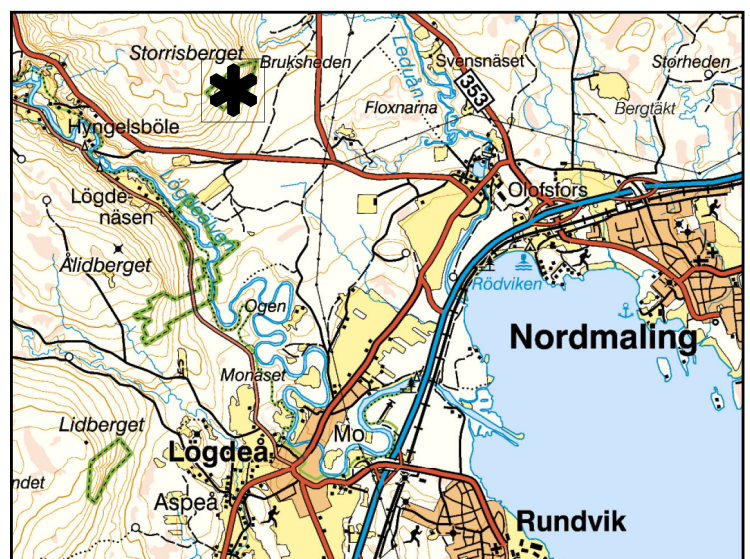 Storrisberget
Bruksheden
Leduån
Svensnäset
Storheden
353
Floxnarna
Bergtäkt
Hyngelsböle
Lögdeälven
Lögde-
näsen
Olofsfors
Ålidberget
Rödviken
Ogen
Nordmaling
Monäset
Lidberget
Mo
Lögdeå
ndet
Aspeå
Rundvik